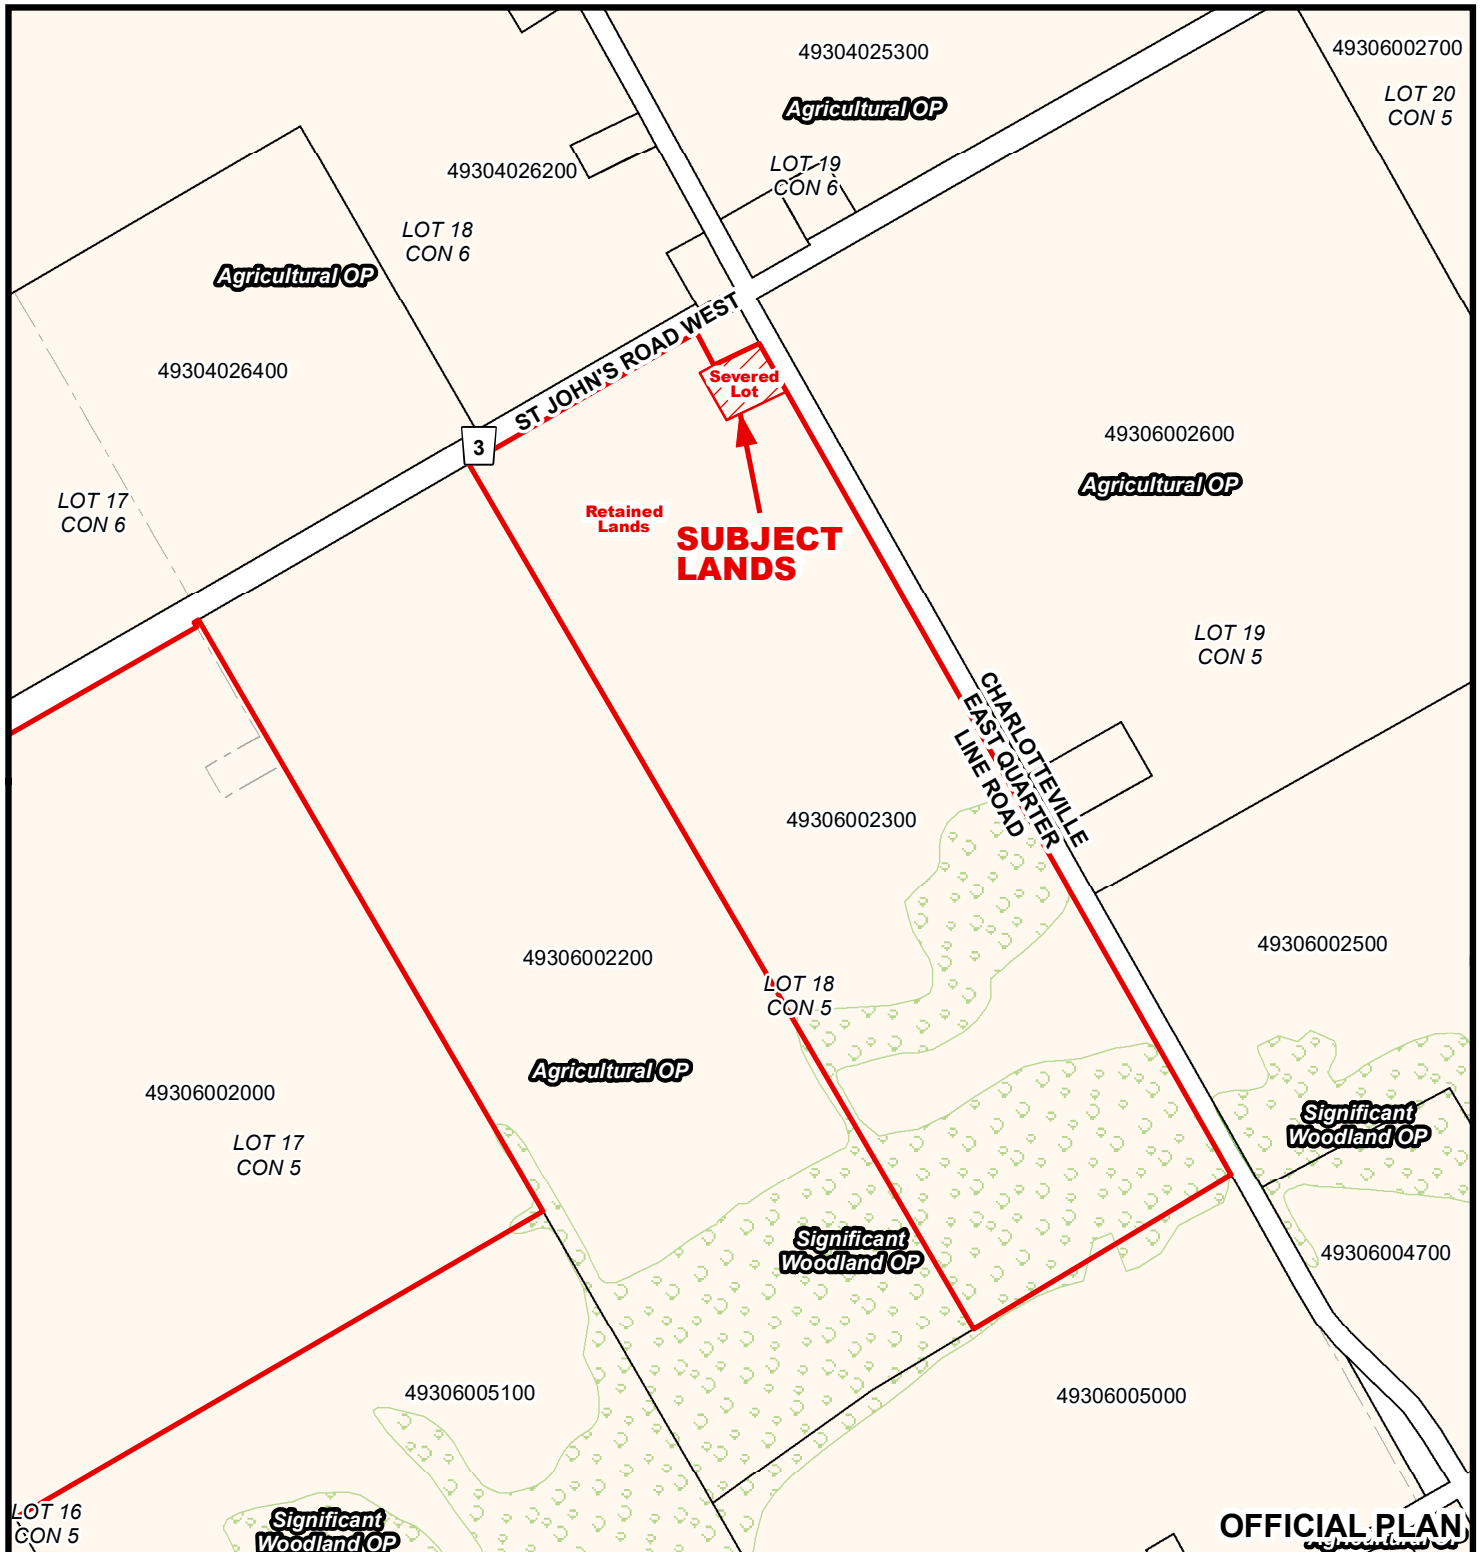 49304025300
49306002700
Agricultural OP
LOT 20
CON 5
49304026200
LOT 19
CON 6
LOT 18
CON 6
Agricultural OP
ST JOHN'S ROAD WEST
49304026400
Severed
Lot
3
49306002600
Agricultural OP
LOT 17
CON 6
Retained
Lands
SUBJECT
LANDS
LOT 19
CON 5
CHARLOTTEVILLE
EAST QUARTER
LINE ROAD
49306002300
49306002500
49306002200
LOT 18
CON 5
Agricultural OP
49306002000
Significant
Woodland OP
LOT 17
CON 5
Significant
Woodland OP
49306004700
49306005100
49306005000
LOT 16
CON 5
Significant
Woodland OP
OFFICIAL PLAN
Agricultural OP